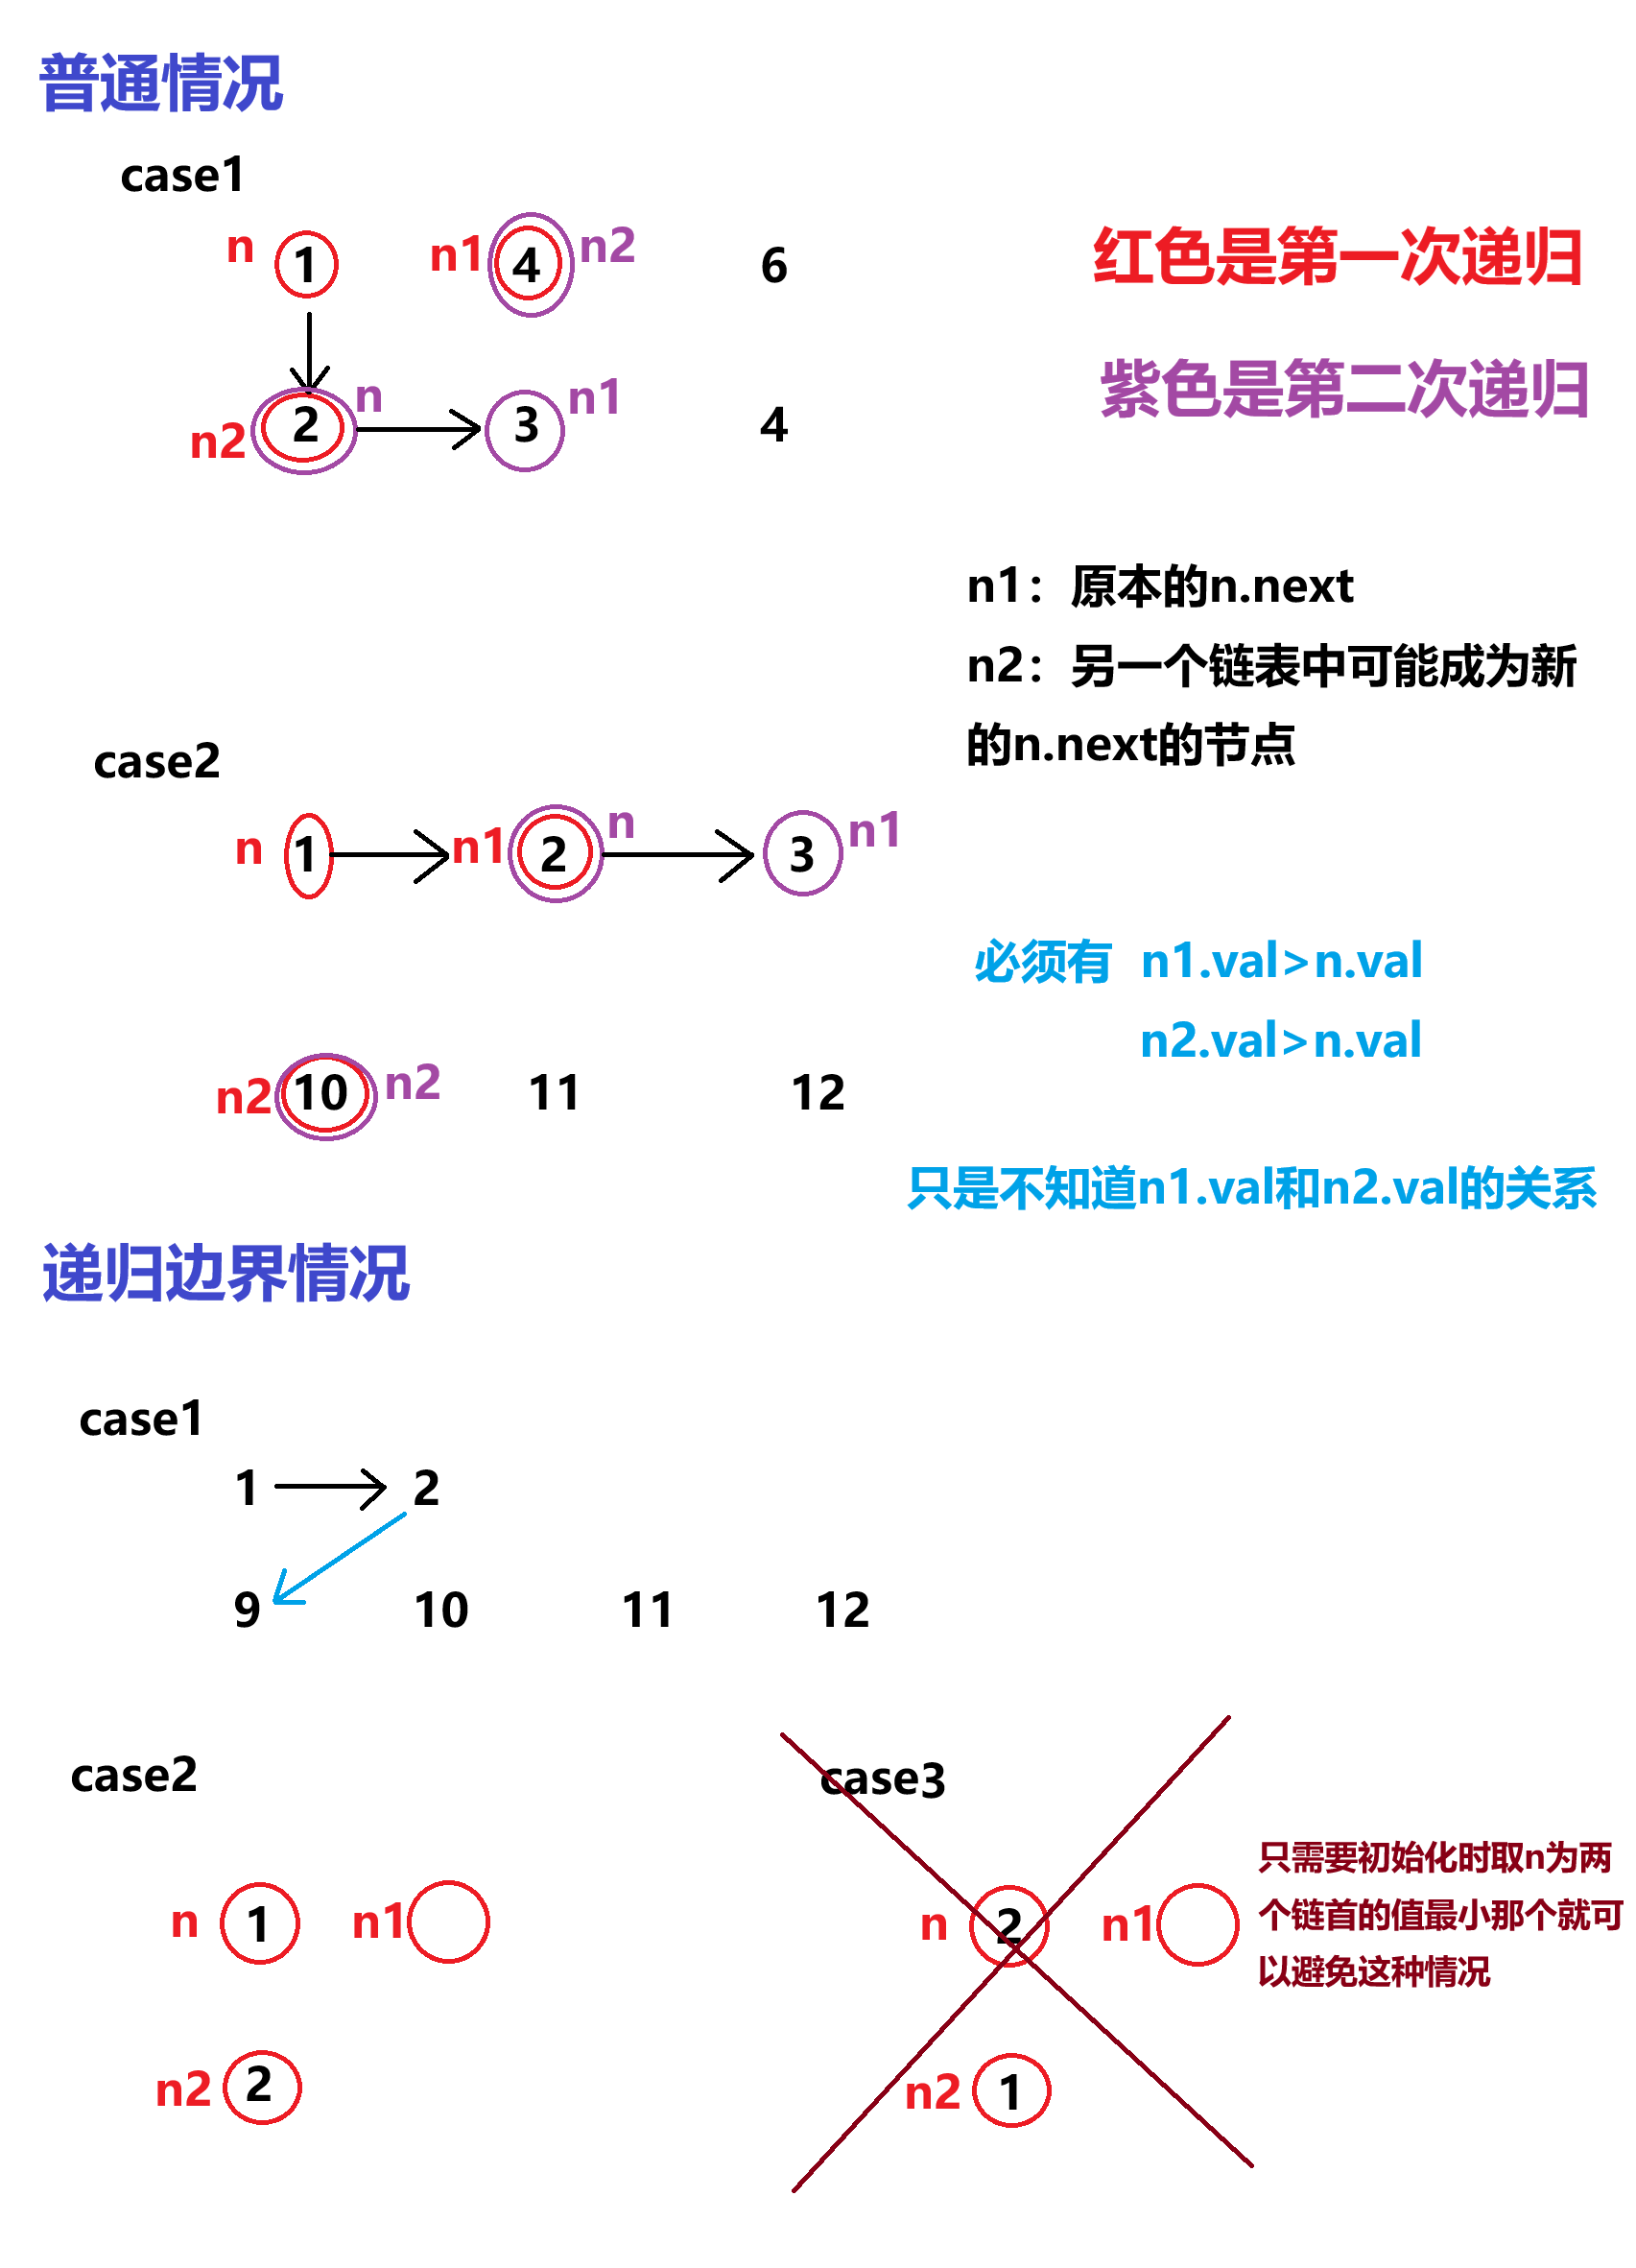 普通情况
case1
n 1 n1 4 n2 6
红色是第一次递归
n2 2 n 3 n1 4
紫色是第二次递归
n1：原本的n.next
n2：另一个链表中可能成为新
的n.next的节点
case2
n 1 n1 2 n 3 n1
必须有 n1.val>n.val
n2.val>n.val
n2 10 n2 11 12
只是不知道n1.val和n2.val的关系
递归边界情况
case1
1 2
9 10 11 12
case2
n 1 n1
n2 2
case3
n 2 n1
n2 1
只需要初始化时取n为两
个链首的值最小那个就可
以避免这种情况